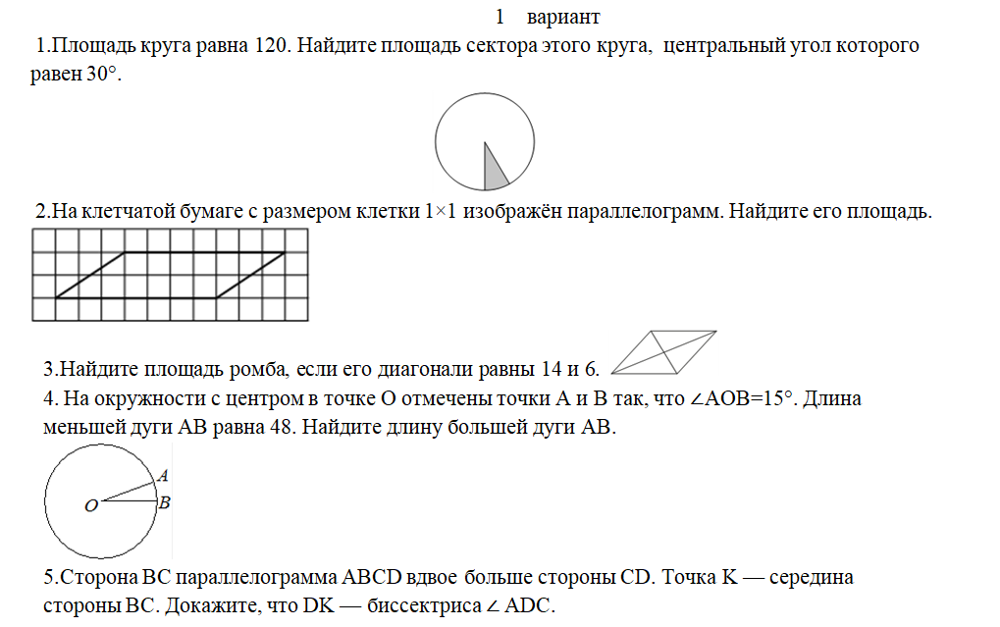 1 вариант
1.Площадь круга равна 120. Найдите площадь сектора этого круга, центральный угол которого
равен 30°.
2.На клетчатой бумаге с размером клетки 1×1 изображён параллелограмм. Найдите его площадь.
3.Найдите площадь ромба, если его диагонали равны 14 и 6.
4. На окружности с центром в точке О отмечены точки А и В так, что ∠АОВ=15°. Длина
меньшей дуги АВ равна 48. Найдите длину большей дуги АВ.
A
O
B
5.Сторона BC параллелограмма ABCD вдвое больше стороны CD. Точка K — середина
стороны BC. Докажите, что DK — биссектриса ∠ ADC.